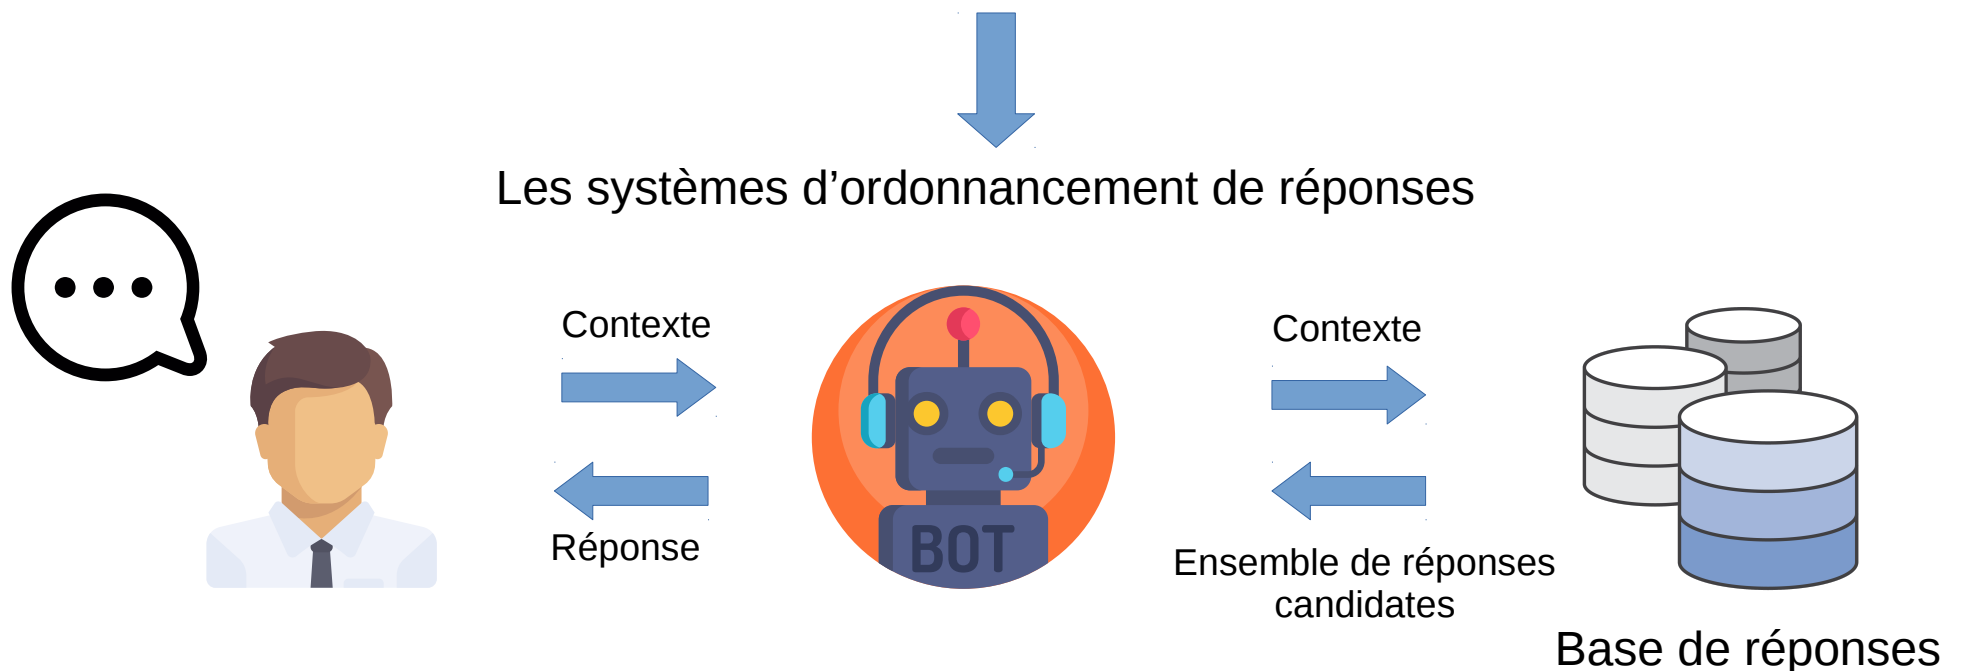 Les systèmes d’ordonnancement de réponses
Contexte
Contexte
BOT
Réponse
Ensemble de réponses
candidates
Base de réponses